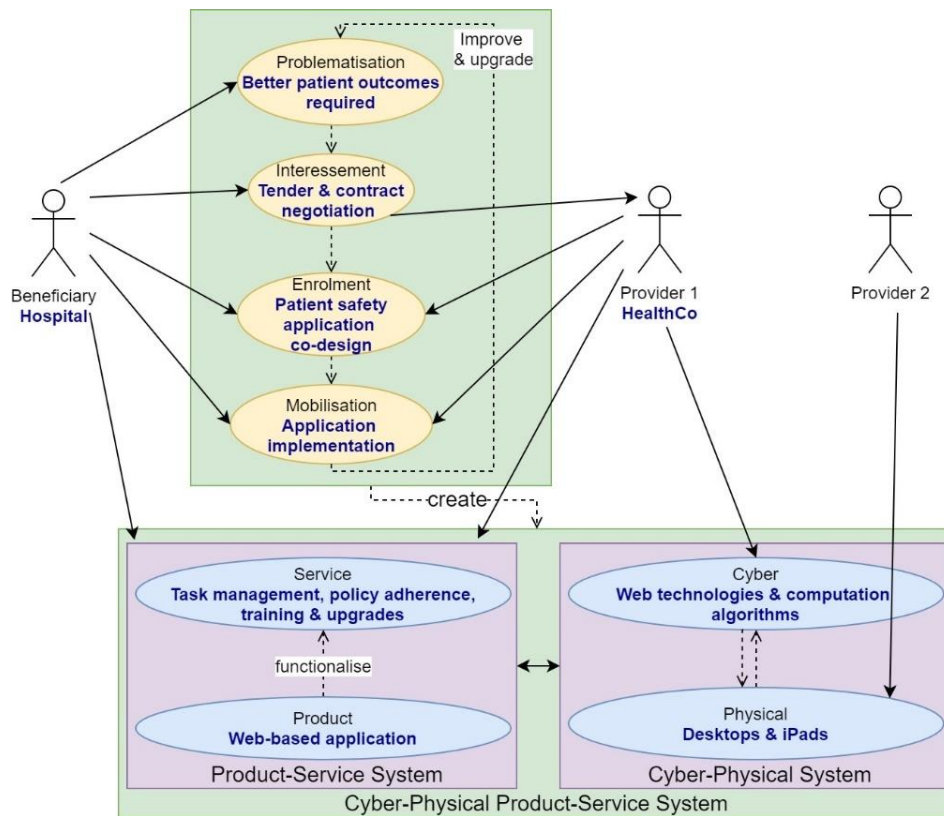 Improve
& upgrade
Problematisation
Better patient outcomes
required
Interessement
Tender & contract
negotiation
Enrolment
Patient safety
application
co-design
Mobilisation
Application
implementation
Beneficiary
Hospital
Provider 1
HealthCo
Provider 2
create
Service
Task management, policy adherence,
training & upgrades
functionalise
Product
Web-based application
Product-Service System
Cyber
Web technologies & computation
algorithms
Physical
Desktops & iPads
Cyber-Physical System
Cyber-Physical Product-Service System